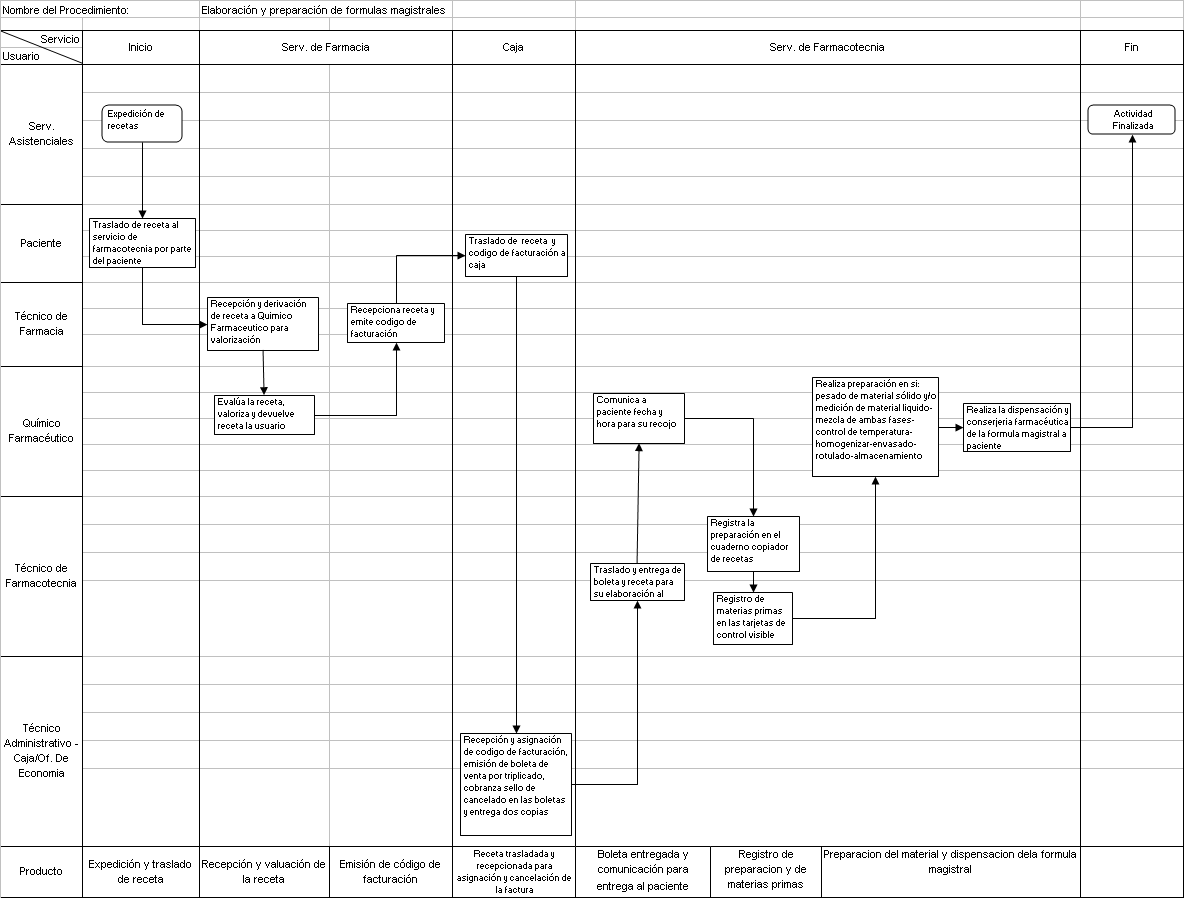 Nombre del Procedimiento:
Elaboración y preparación de formulas magistrales
Servicio
Usuario
Inicio
Serv. de Farmacia
Caja
Serv. de Farmacotecnia
Fin
Serv.
Asistenciales
Expedición de
recetas
Actividad
Finalizada
Paciente
Traslado de receta al
servicio de
farmacotecnia por parte
del paciente
Traslado de receta y
codigo de facturación a
caja
Técnico de
Farmacia
Recepción y derivación
de receta a Quimico
Farmaceutico para
valorización
Recepciona receta y
emite codigo de
facturación
Químico
Farmacéutico
Evalúa la receta,
valoriza y devuelve
receta la usuario
Comunica a
paciente fecha y
hora para su recojo
Realiza preparación en si:
pesado de material sólido y/o
medición de material liquido-
mezcla de ambas fases-
control de temperatura-
homogenizar-envasado-
rotulado-almacenamiento
Realiza la dispensación y
conserjeria farmacéutica
de la formula magistral a
paciente
Técnico de
Farmacotecnia
Traslado y entrega de
boleta y receta para
su elaboración al
Registra la
preparación en el
cuaderno copiador
de recetas
Registro de
materias primas
en las tarjetas de
control visible
Técnico
Administrativo -
Caja/Of. De
Economia
Recepción y asignación
de codigo de facturación,
emisión de boleta de
venta por triplicado,
cobranza sello de
cancelado en las boletas
y entrega dos copias
Producto
Expedición y traslado
de receta
Recepción y valuación de
la receta
Emisión de código de
facturación
Receta trasladada y
recepcionada para
asignación y cancelación de
la factura
Boleta entregada y
comunicación para
entrega al paciente
Registro de
preparacion y de
materias primas
Preparacion del material y dispensacion dela formula
magistral